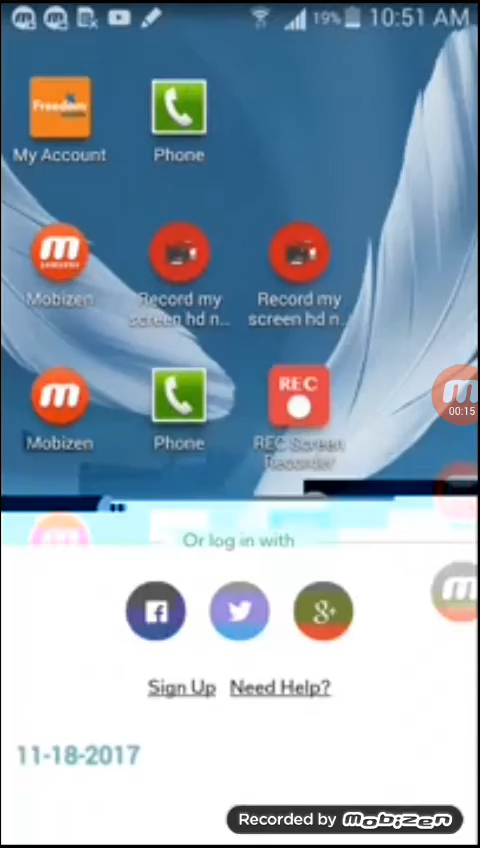 19% 10:51 AM
Freedom
My Account Phone
Mobizen Record my screen hd n... Record my screen hd n...
REC
Mobizen Phone REC Screen Recorder
00:15
Or log in with
Sign Up Need Help?
11-18-2017
Recorded by mobizen